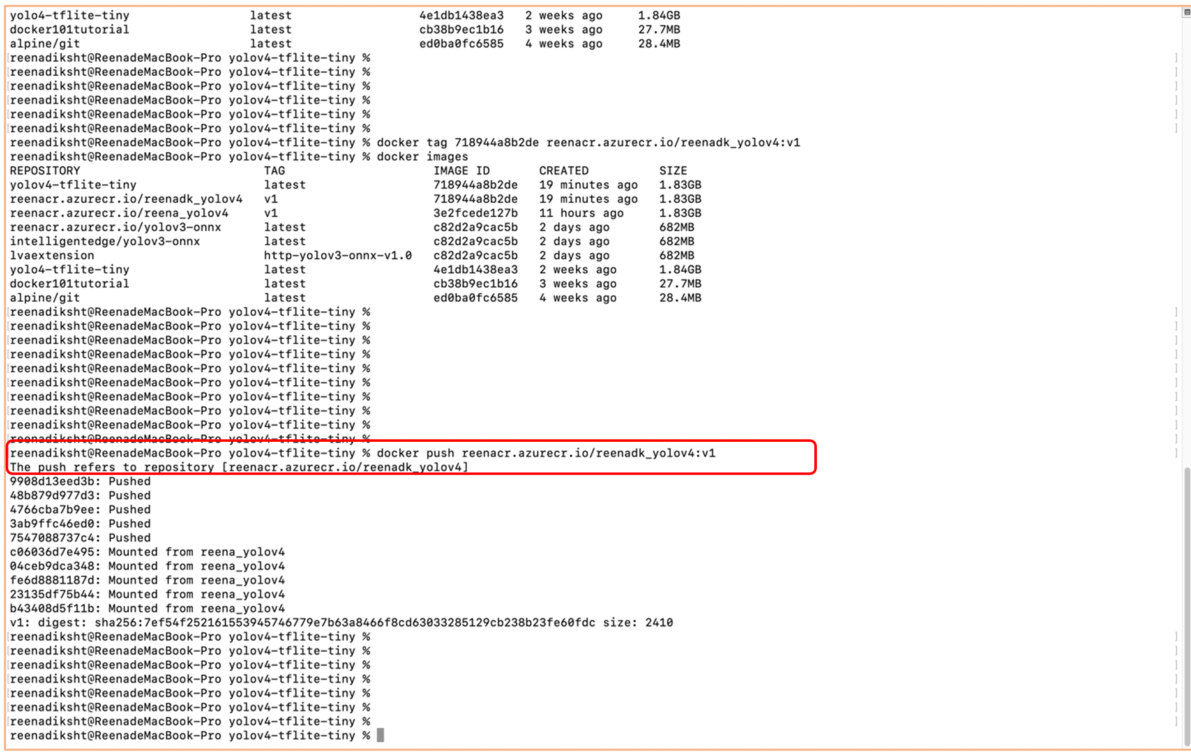 yolo4-tflite-tiny latest 4e1db1438ea3 2 weeks ago 1.84GB
docker101tutorial latest cb38b9ec1b16 3 weeks ago 27.7MB
alpine/git latest ed0ba0fc6585 4 weeks ago 28.4MB
[reenadiksht@ReenadeMacBook-Pro yolov4-tflite-tiny % ]
[reenadiksht@ReenadeMacBook-Pro yolov4-tflite-tiny % ]
[reenadiksht@ReenadeMacBook-Pro yolov4-tflite-tiny % ]
[reenadiksht@ReenadeMacBook-Pro yolov4-tflite-tiny % ]
[reenadiksht@ReenadeMacBook-Pro yolov4-tflite-tiny % ]
[reenadiksht@ReenadeMacBook-Pro yolov4-tflite-tiny % ]
reenadiksht@ReenadeMacBook-Pro yolov4-tflite-tiny % docker tag 718944a8b2de reenacr.azurecr.io/reenadk_yolov4:v1
reenadiksht@ReenadeMacBook-Pro yolov4-tflite-tiny % docker images
REPOSITORY TAG IMAGE ID CREATED SIZE
yolov4-tflite-tiny latest 718944a8b2de 19 minutes ago 1.83GB
reenacr.azurecr.io/reenadk_yolov4 v1 718944a8b2de 19 minutes ago 1.83GB
reenacr.azurecr.io/reena_yolov4 v1 3e2fcede127b 11 hours ago 1.83GB
reenacr.azurecr.io/yolov3-onnx latest c82d2a9cac5b 2 days ago 682MB
intelligentedge/yolov3-onnx latest c82d2a9cac5b 2 days ago 682MB
lvaextension http-yolov3-onnx-v1.0 c82d2a9cac5b 2 days ago 682MB
yolo4-tflite-tiny latest 4e1db1438ea3 2 weeks ago 1.84GB
docker101tutorial latest cb38b9ec1b16 3 weeks ago 27.7MB
alpine/git latest ed0ba0fc6585 4 weeks ago 28.4MB
[reenadiksht@ReenadeMacBook-Pro yolov4-tflite-tiny % ]
[reenadiksht@ReenadeMacBook-Pro yolov4-tflite-tiny % ]
[reenadiksht@ReenadeMacBook-Pro yolov4-tflite-tiny % ]
[reenadiksht@ReenadeMacBook-Pro yolov4-tflite-tiny % ]
[reenadiksht@ReenadeMacBook-Pro yolov4-tflite-tiny % ]
[reenadiksht@ReenadeMacBook-Pro yolov4-tflite-tiny % ]
[reenadiksht@ReenadeMacBook-Pro yolov4-tflite-tiny % ]
[reenadiksht@ReenadeMacBook-Pro yolov4-tflite-tiny % ]
[reenadiksht@ReenadeMacBook-Pro yolov4-tflite-tiny % ]
[reenadiksht@ReenadeMacBook-Pro yolov4-tflite-tiny % ]
reenadiksht@ReenadeMacBook-Pro yolov4-tflite-tiny % docker push reenacr.azurecr.io/reenadk_yolov4:v1 ]
The push refers to repository [reenacr.azurecr.io/reenadk_yolov4]
9908d13eed3b: Pushed
48b879d977d3: Pushed
4766cba7b9ee: Pushed
3ab9ffc46ed0: Pushed
7547088737c4: Pushed
c06036d7e495: Mounted from reena_yolov4
04ceb9dca348: Mounted from reena_yolov4
fe6d8881187d: Mounted from reena_yolov4
23135df75b44: Mounted from reena_yolov4
b43408d5f11b: Mounted from reena_yolov4
v1: digest: sha256:7ef54f252161553945746779e7b63a8466f8cd63033285129cb238b23fe60fdc size: 2410
[reenadiksht@ReenadeMacBook-Pro yolov4-tflite-tiny % ]
[reenadiksht@ReenadeMacBook-Pro yolov4-tflite-tiny % ]
[reenadiksht@ReenadeMacBook-Pro yolov4-tflite-tiny % ]
[reenadiksht@ReenadeMacBook-Pro yolov4-tflite-tiny % ]
[reenadiksht@ReenadeMacBook-Pro yolov4-tflite-tiny % ]
[reenadiksht@ReenadeMacBook-Pro yolov4-tflite-tiny % ]
[reenadiksht@ReenadeMacBook-Pro yolov4-tflite-tiny % ]
reenadiksht@ReenadeMacBook-Pro yolov4-tflite-tiny %